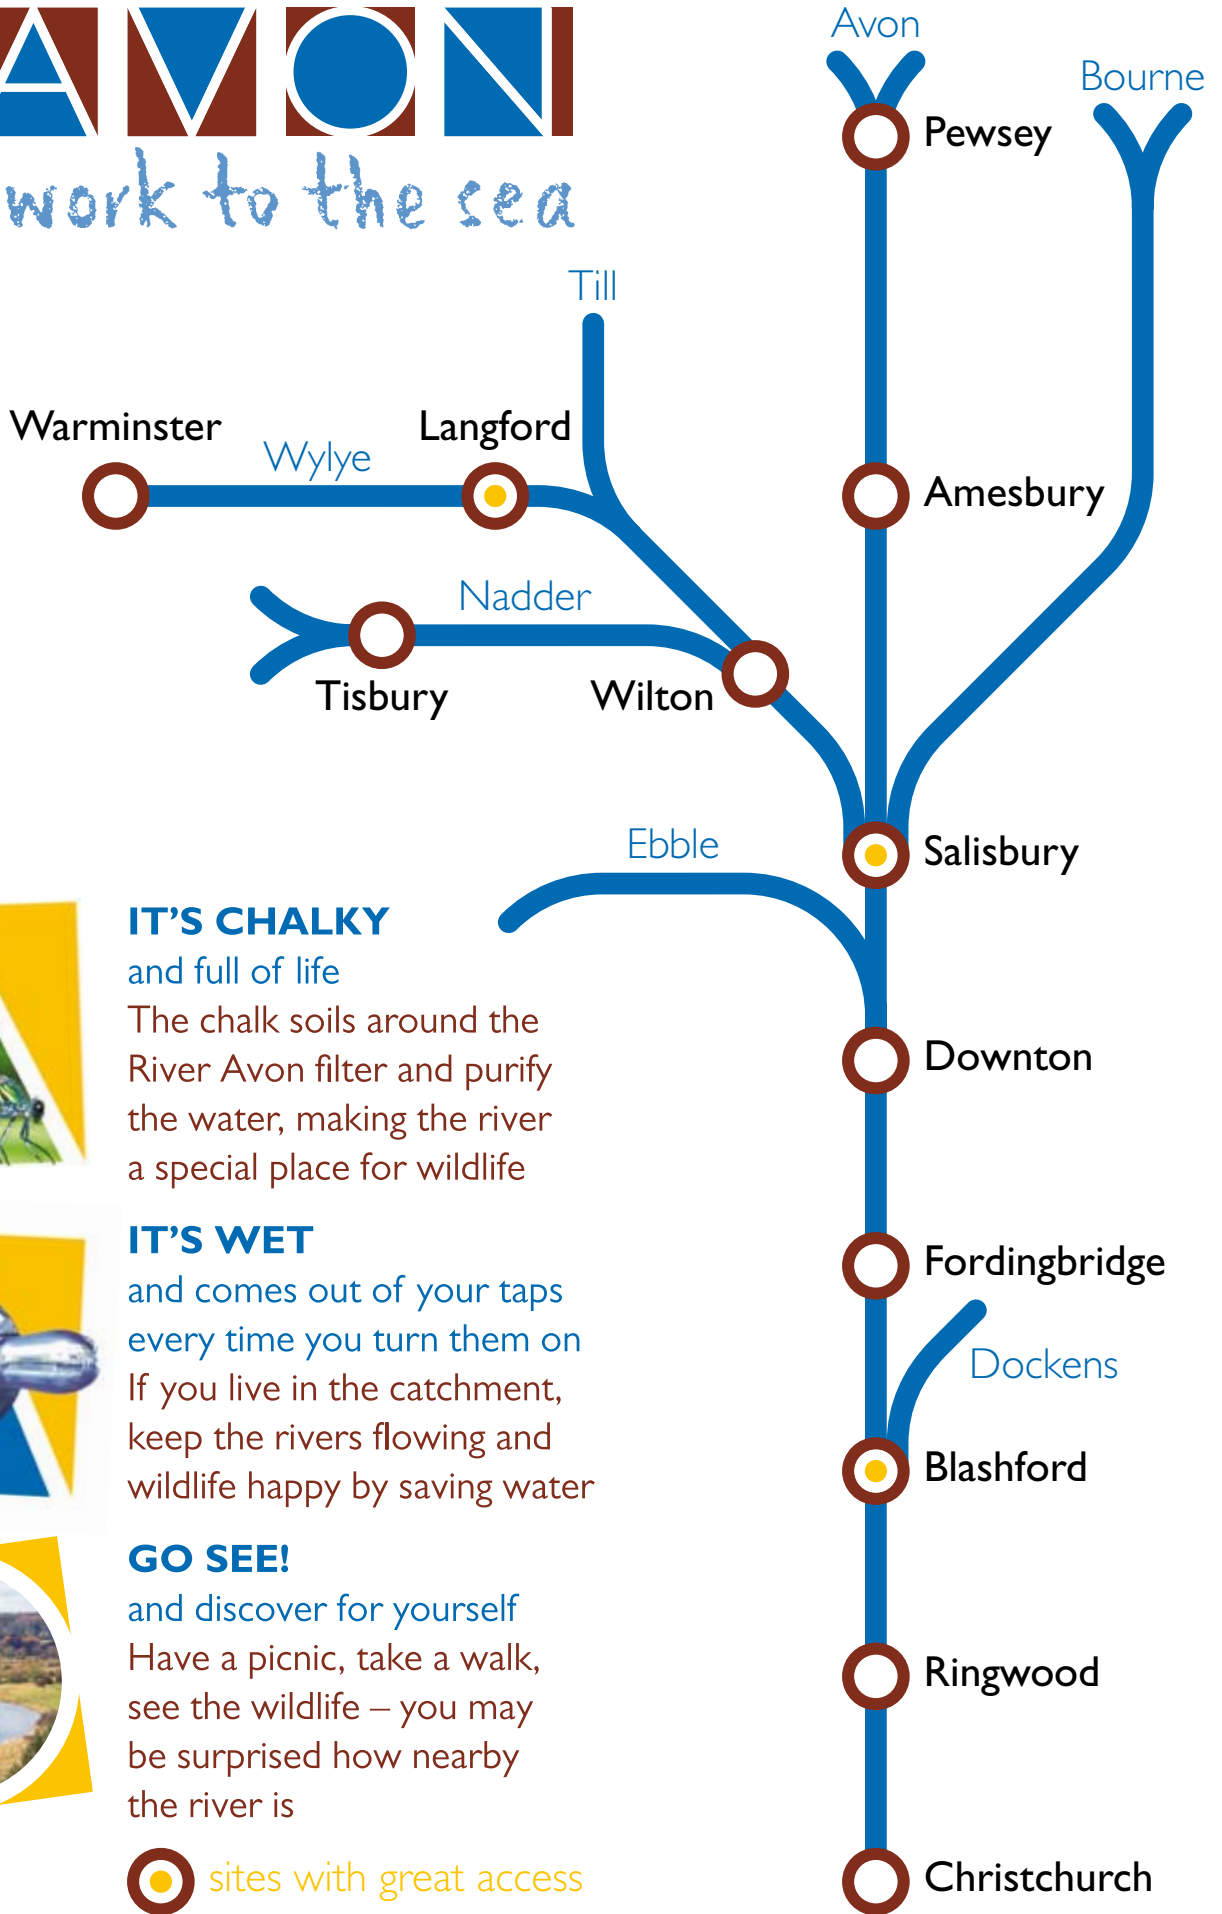 AVON
work to the sea
Avon
Bourne
Pewsey
Till
Warminster
Wylye
Langford
Amesbury
Nadder
Tisbury
Wilton
Ebble
Salisbury
IT'S CHALKY
and full of life
The chalk soils around the
River Avon filter and purify
the water, making the river
a special place for wildlife
Downton
IT'S WET
and comes out of your taps
every time you turn them on
If you live in the catchment,
keep the rivers flowing and
wildlife happy by saving water
Fordingbridge
Dockens
Blashford
GO SEE!
and discover for yourself
Have a picnic, take a walk,
see the wildlife – you may
be surprised how nearby
the river is
Ringwood
sites with great access
Christchurch